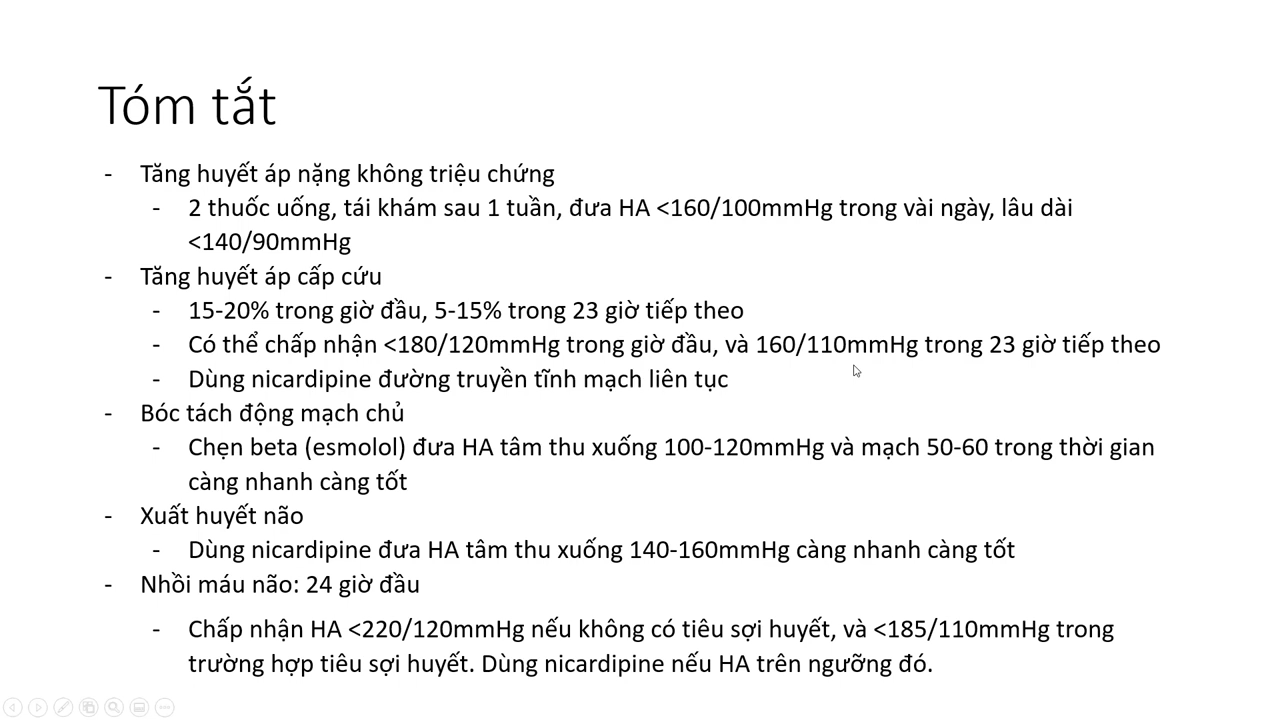 Tóm tắt
- Tăng huyết áp nặng không triệu chứng
- 2 thuốc uống, tái khám sau 1 tuần, đưa HA <160/100mmHg trong vài ngày, lâu dài
<140/90mmHg
- Tăng huyết áp cấp cứu
- 15-20% trong giờ đầu, 5-15% trong 23 giờ tiếp theo
- Có thể chấp nhận <180/120mmHg trong giờ đầu, và 160/110mmHg trong 23 giờ tiếp theo
- Dùng nicardipine đường truyền tĩnh mạch liên tục
- Bóc tách động mạch chủ
- Chẹn beta (esmolol) đưa HA tâm thu xuống 100-120mmHg và mạch 50-60 trong thời gian
càng nhanh càng tốt
- Xuất huyết não
- Dùng nicardipine đưa HA tâm thu xuống 140-160mmHg càng nhanh càng tốt
- Nhồi máu não: 24 giờ đầu
- Chấp nhận HA <220/120mmHg nếu không có tiêu sợi huyết, và <185/110mmHg trong
trường hợp tiêu sợi huyết. Dùng nicardipine nếu HA trên ngưỡng đó.